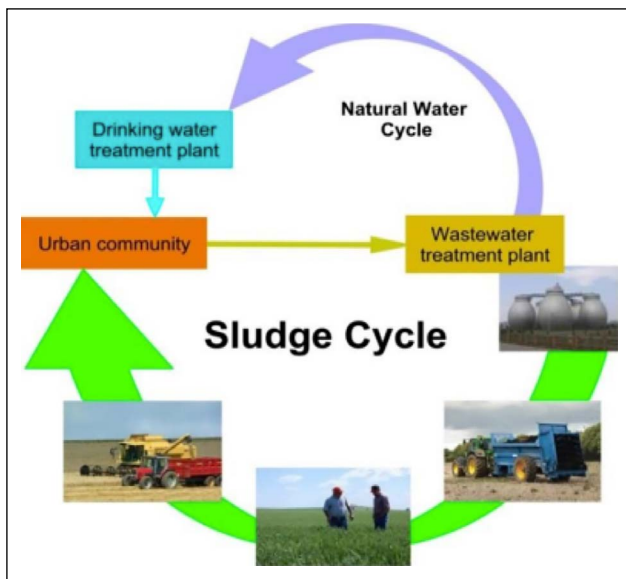 Natural Water
Cycle
Drinking water
treatment plant
Urban community
Wastewater
treatment plant
Sludge Cycle